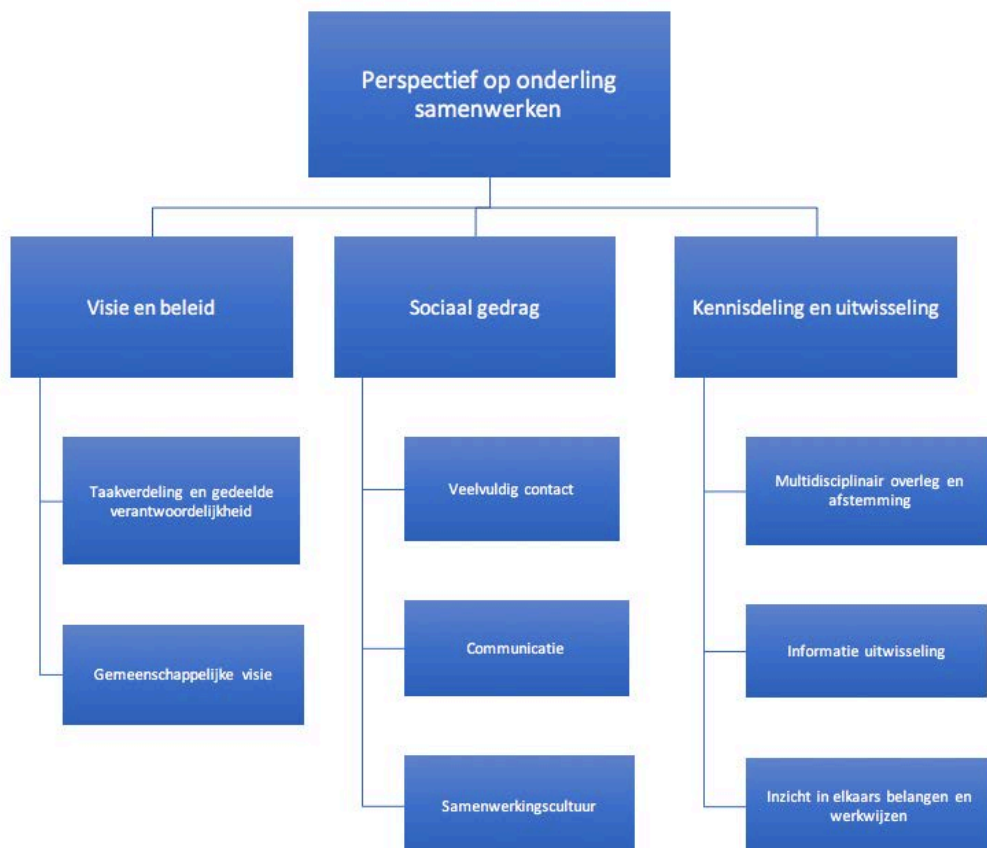 Perspectief op onderling
samenwerken
Visie en beleid
Sociaal gedrag
Kennisdeling en uitwisseling
Taakverdeling en gedeelde
verantwoordelijkheid
Gemeenschappelijke visie
Veelvuldig contact
Communicatie
Samenwerkingscultuur
Multidisciplinair overleg en
afstemming
Informatie uitwisseling
Inzicht in elkaars belangen en
werkwijzen